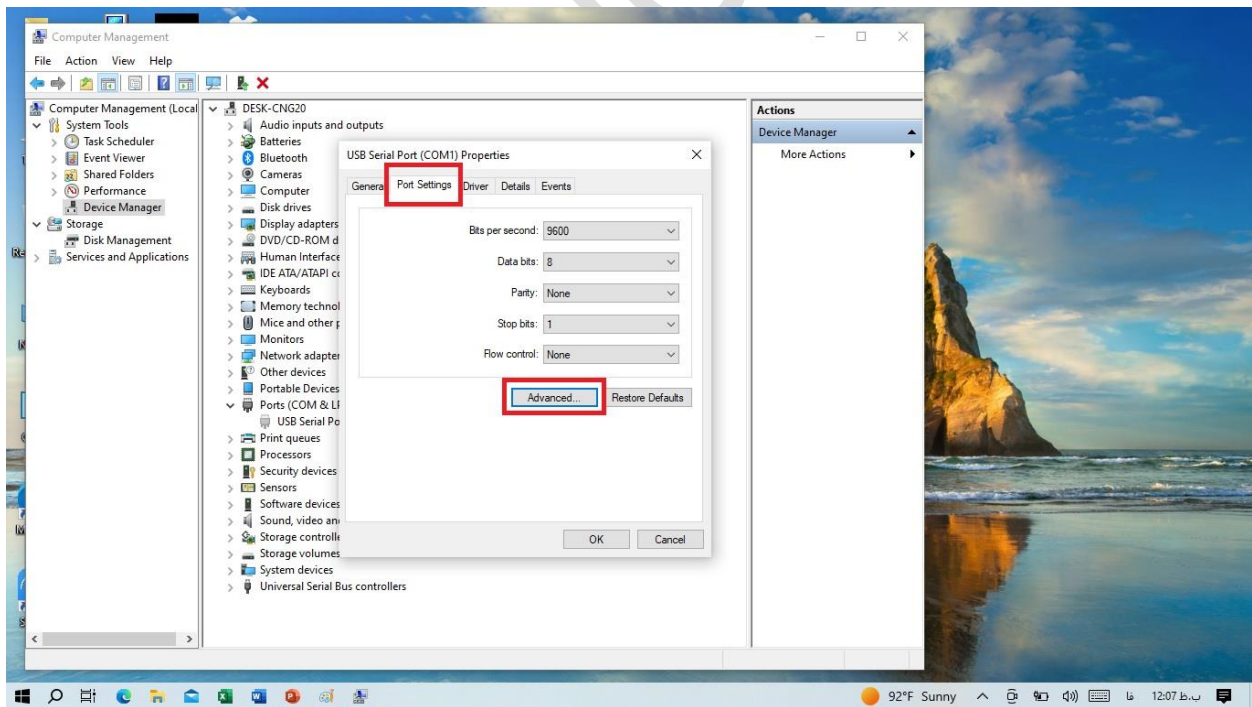 Computer Management
File Action View Help
Computer Management (Local
System Tools
Task Scheduler
Event Viewer
Shared Folders
Performance
Device Manager
Storage
Disk Management
Services and Applications
DESK-CNG20
Audio inputs and outputs
Batteries
Bluetooth
Cameras
Computer
Disk drives
Display adapters
DVD/CD-ROM d
Human Interface
IDE ATA/ATAPI co
Keyboards
Memory technol
Mice and other p
Monitors
Network adapter
Other devices
Portable Devices
Ports (COM & LP
USB Serial Po
Print queues
Processors
Security devices
Sensors
Software devices
Sound, video an
Storage controlle
Storage volumes
System devices
Universal Serial Bus controllers
USB Serial Port (COM1) Properties
General Port Settings Driver Details Events
Bits per second: 9600
Data bits: 8
Parity: None
Stop bits: 1
Flow control: None
Advanced... Restore Defaults
OK Cancel
Actions
Device Manager
More Actions
92°F Sunny فا 12:07 ب.ظ